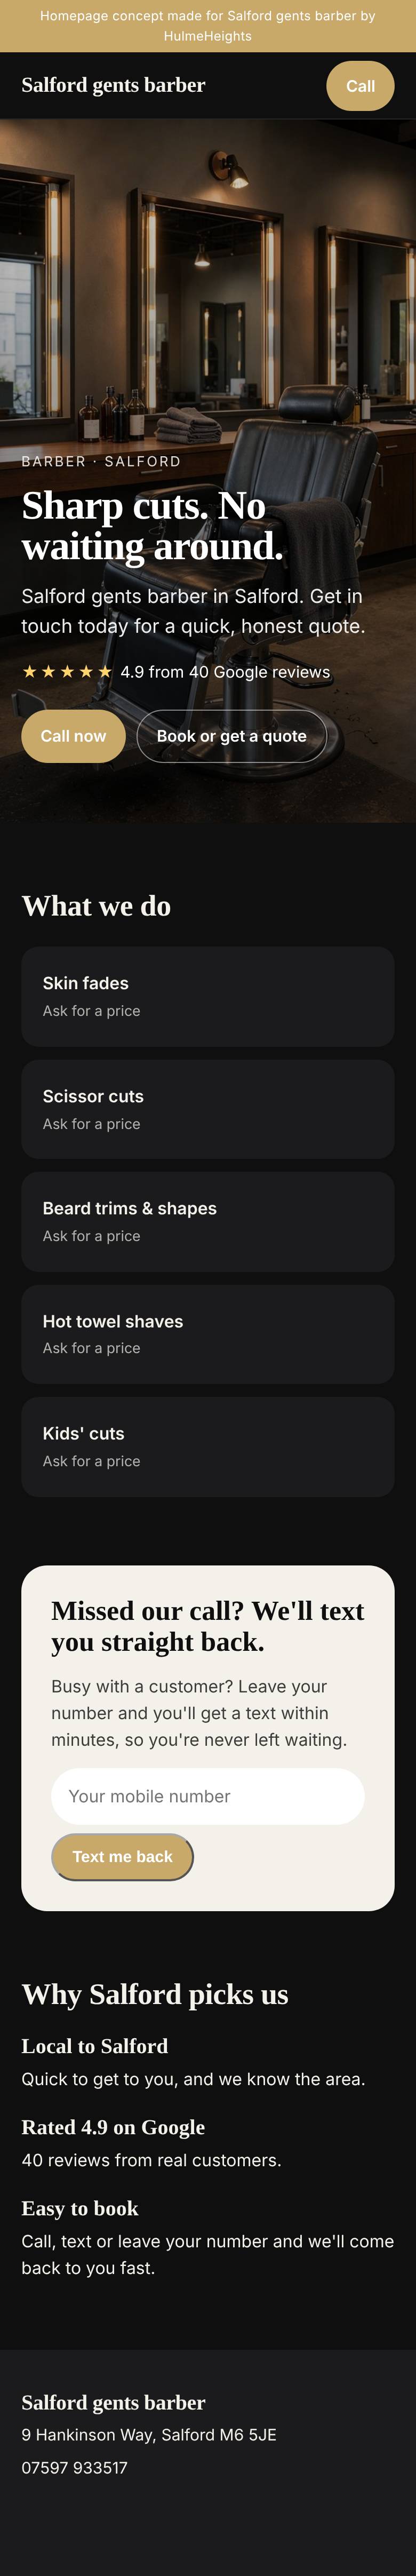 Homepage concept made for Salford gents barber by
HulmeHeights
Salford gents barber
Call
BARBER · SALFORD
Sharp cuts. No
waiting around.
Salford gents barber in Salford. Get in
touch today for a quick, honest quote.
★★★★★ 4.9 from 40 Google reviews
Call now
Book or get a quote
What we do
Skin fades
Ask for a price
Scissor cuts
Ask for a price
Beard trims & shapes
Ask for a price
Hot towel shaves
Ask for a price
Kids' cuts
Ask for a price
Missed our call? We'll text
you straight back.
Busy with a customer? Leave your
number and you'll get a text within
minutes, so you're never left waiting.
Your mobile number
Text me back
Why Salford picks us
Local to Salford
Quick to get to you, and we know the area.
Rated 4.9 on Google
40 reviews from real customers.
Easy to book
Call, text or leave your number and we'll come
back to you fast.
Salford gents barber
9 Hankinson Way, Salford M6 5JE
07597 933517